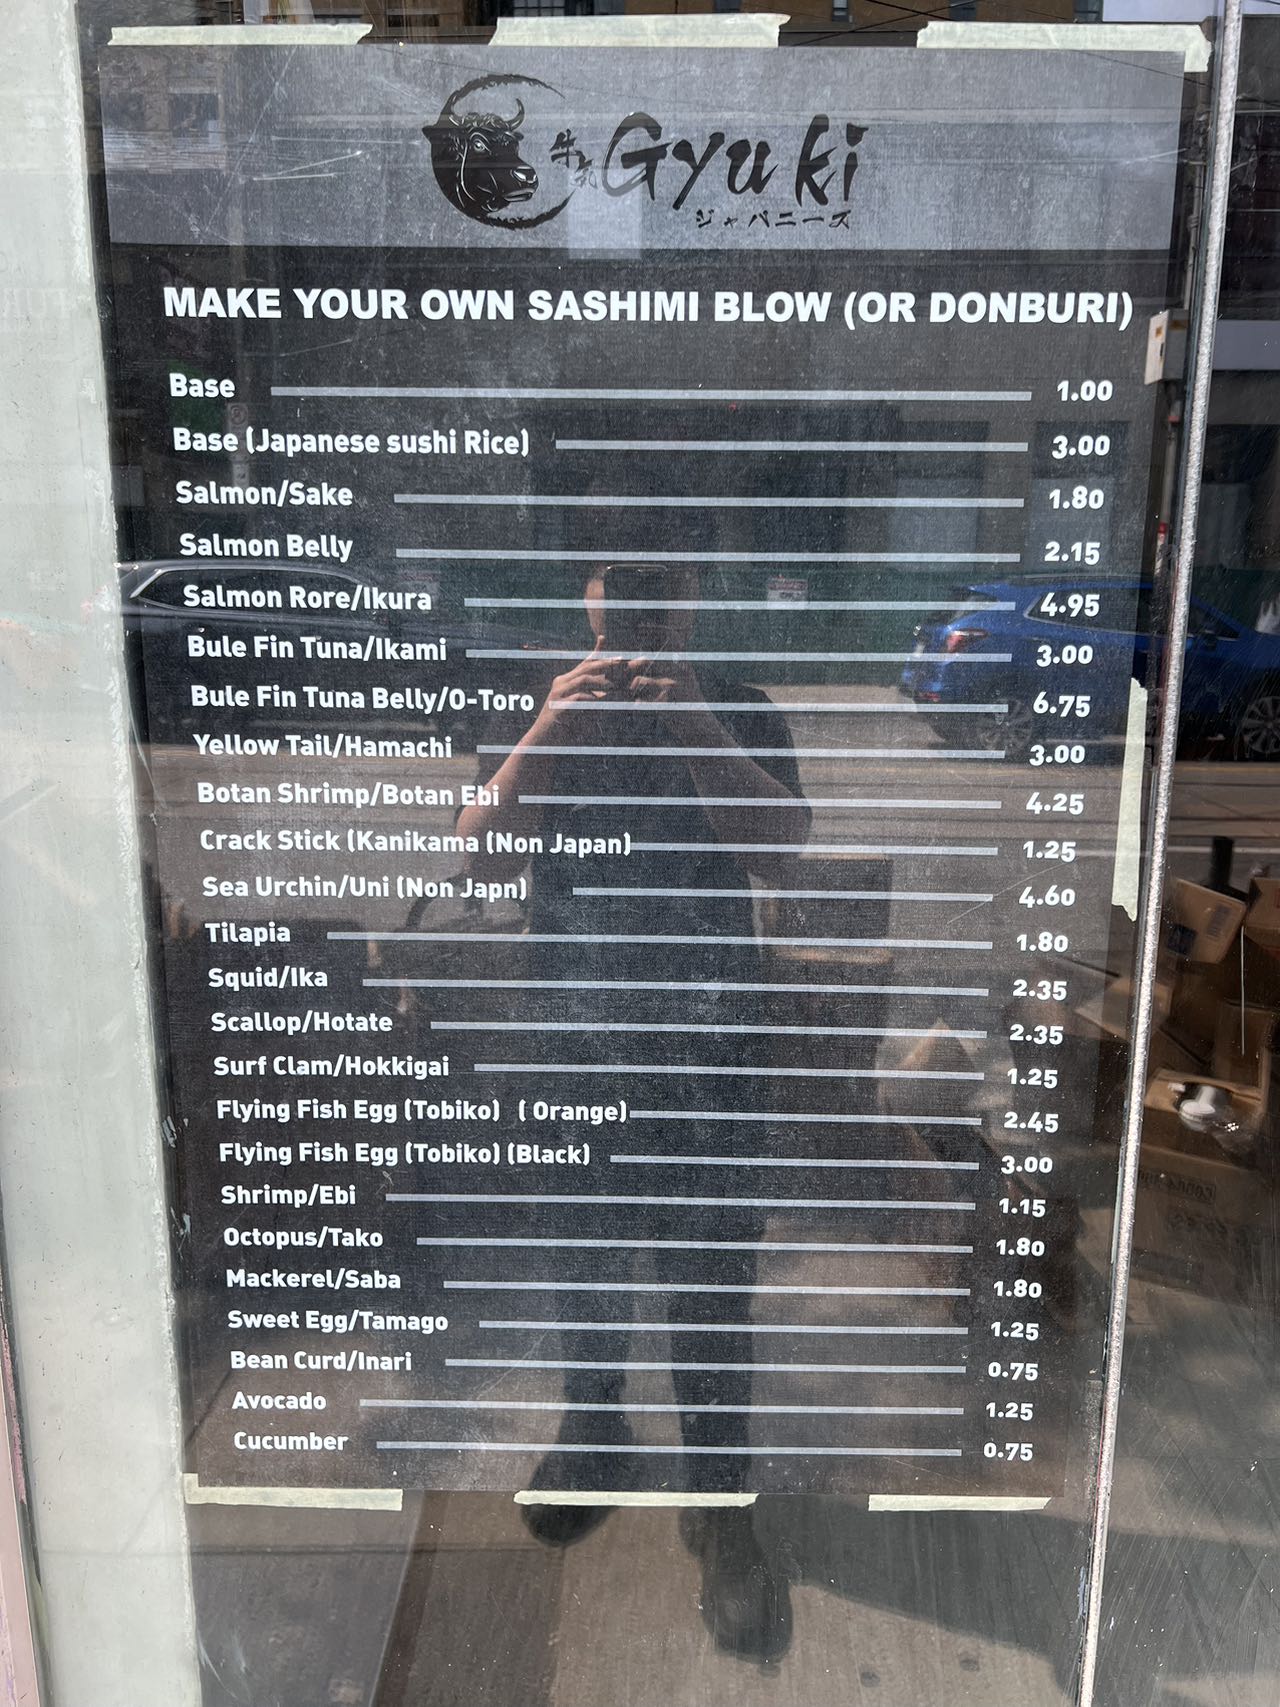 牛気 Gyuki
ジャパニーズ
MAKE YOUR OWN SASHIMI BLOW (OR DONBURI)
Base 1.00
Base (Japanese sushi Rice) 3.00
Salmon/Sake 1.80
Salmon Belly 2.15
Salmon Rore/Ikura 4.95
Bule Fin Tuna/Ikami 3.00
Bule Fin Tuna Belly/O-Toro 6.75
Yellow Tail/Hamachi 3.00
Botan Shrimp/Botan Ebi 4.25
Crack Stick (Kanikama (Non Japan) 1.25
Sea Urchin/Uni (Non Japn) 4.60
Tilapia 1.80
Squid/Ika 2.35
Scallop/Hotate 2.35
Surf Clam/Hokkigai 1.25
Flying Fish Egg (Tobiko) ( Orange) 2.45
Flying Fish Egg (Tobiko) (Black) 3.00
Shrimp/Ebi 1.15
Octopus/Tako 1.80
Mackerel/Saba 1.80
Sweet Egg/Tamago 1.25
Bean Curd/Inari 0.75
Avocado 1.25
Cucumber 0.75